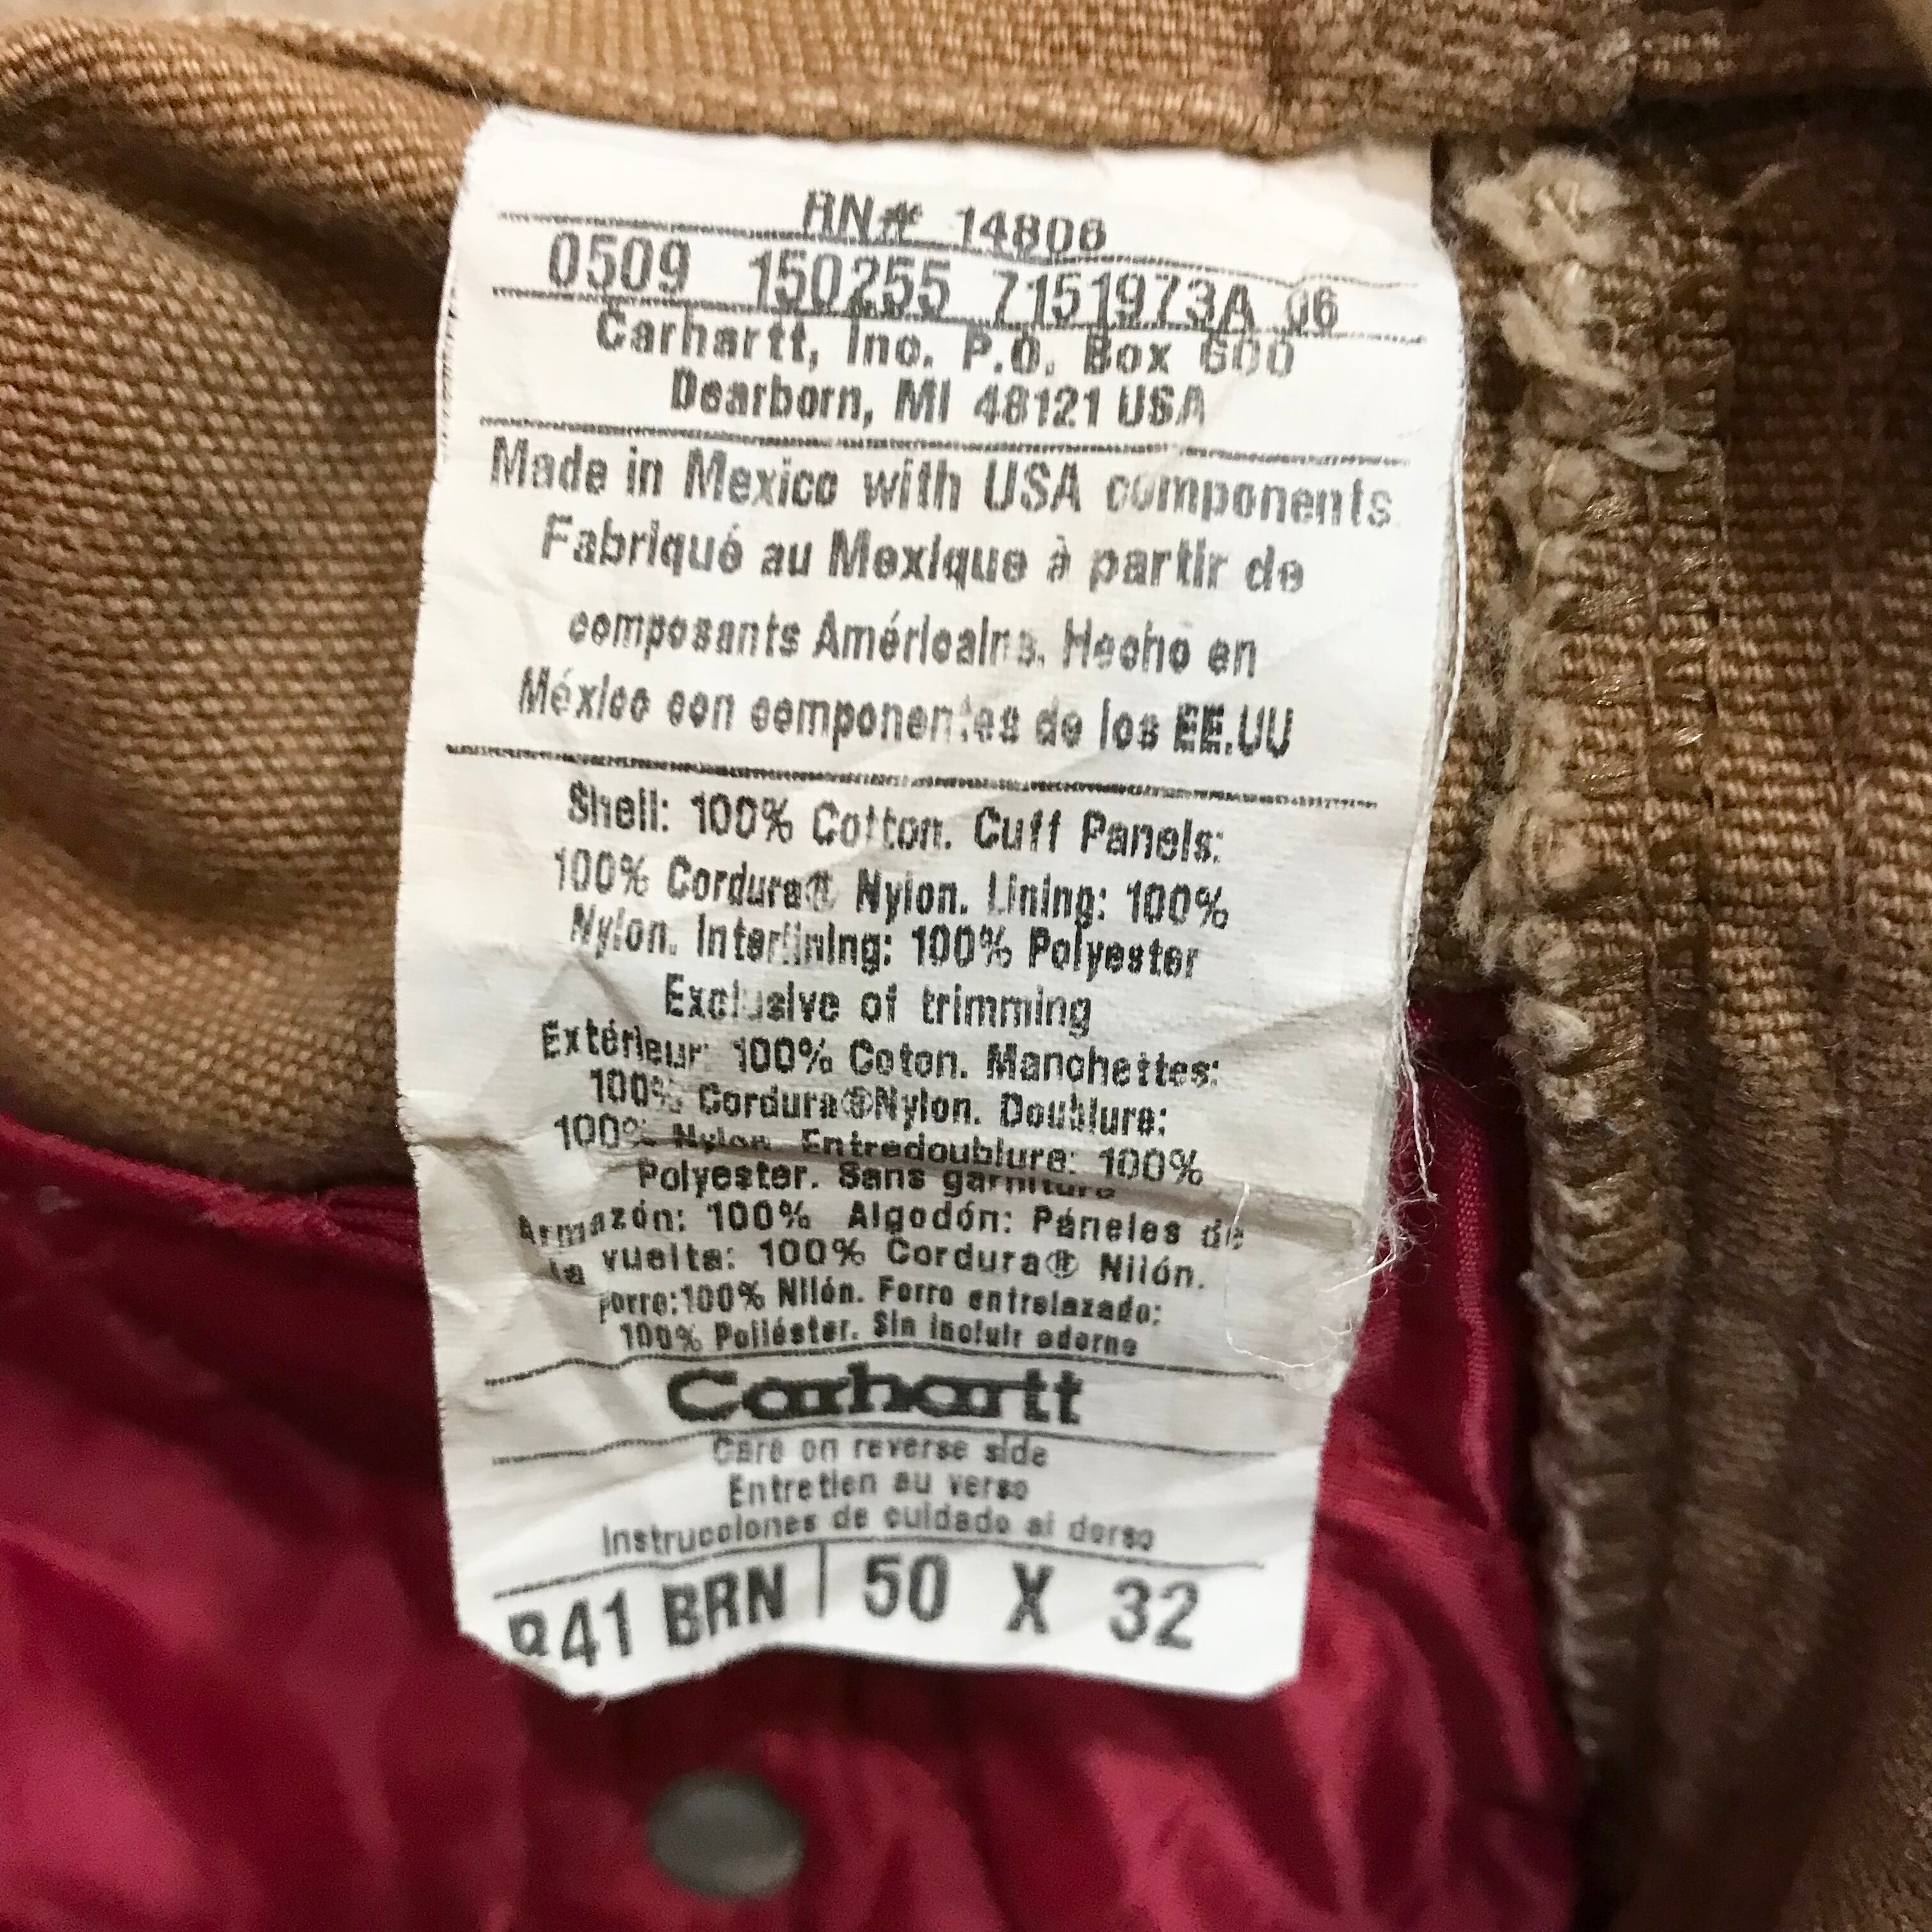 RN# 14806
0509 150255 7151973A 06
Carhartt, Inc. P.O. Box 600
Dearborn, MI 48121 USA
Made in Mexico with USA components
Fabriqué au Mexique à partir de
composants Américains. Hecho en
México con componentes de los EE.UU
Shell: 100% Cotton. Cuff Panels:
100% Cordura® Nylon. Lining: 100%
Nylon. Interlining: 100% Polyester
Exclusive of trimming
Extérieur: 100% Coton. Manchettes:
100% Cordura®Nylon. Doublure:
100% Nylon Entredoublure: 100%
Polyester. Sans garniture
Armazón: 100% Algodón: Páneles de
la vuelta: 100% Cordura® Nilón.
Forro:100% Nilón. Forro entrelazado:
100% Poliéster. Sin incluir adorno
Carhartt
Care on reverse side
Entretien au verso
Instrucciones de cuidado al dorso
R41 BRN | 50 X 32